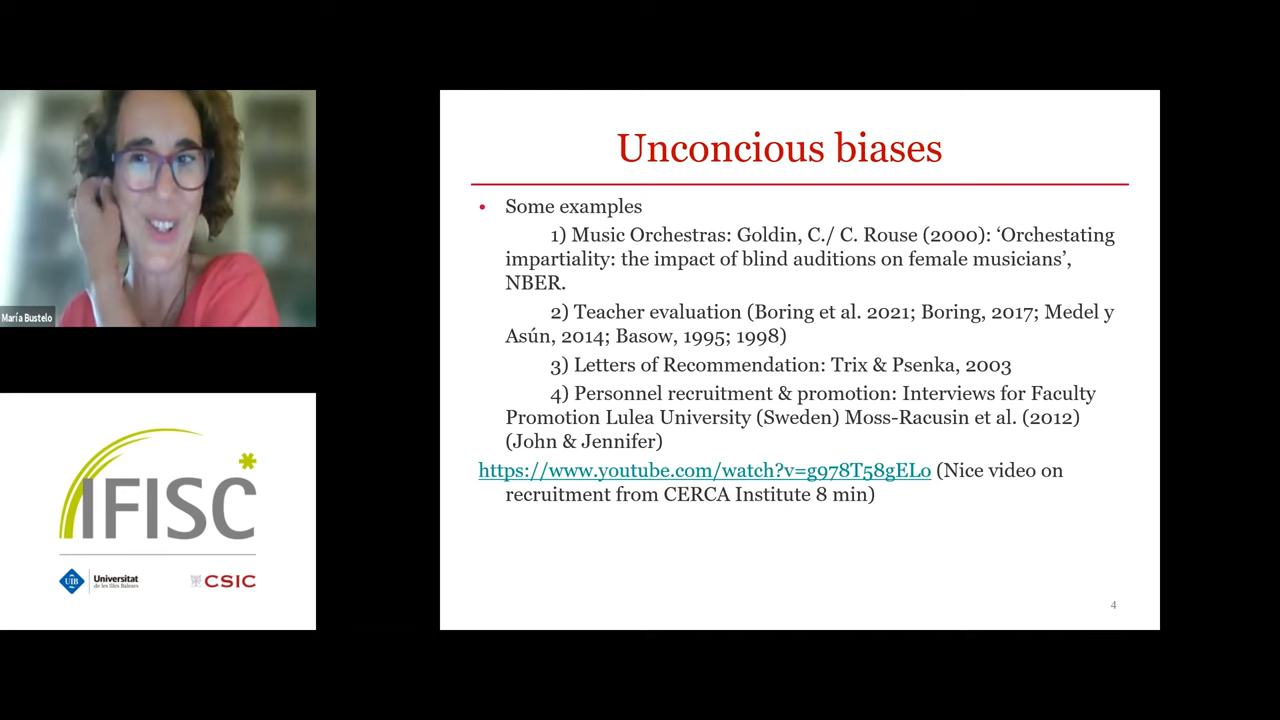 María Bustelo
IFISC
UIB
Universitat
de les Illes Balears
CSIC
Unconcious biases
• Some examples
1) Music Orchestras: Goldin, C./ C. Rouse (2000): ‘Orchestating
impartiality: the impact of blind auditions on female musicians’,
NBER.
2) Teacher evaluation (Boring et al. 2021; Boring, 2017; Medel y
Asún, 2014; Basow, 1995; 1998)
3) Letters of Recommendation: Trix & Psenka, 2003
4) Personnel recruitment & promotion: Interviews for Faculty
Promotion Lulea University (Sweden) Moss-Racusin et al. (2012)
(John & Jennifer)
https://www.youtube.com/watch?v=g978T58gELo (Nice video on
recruitment from CERCA Institute 8 min)
4